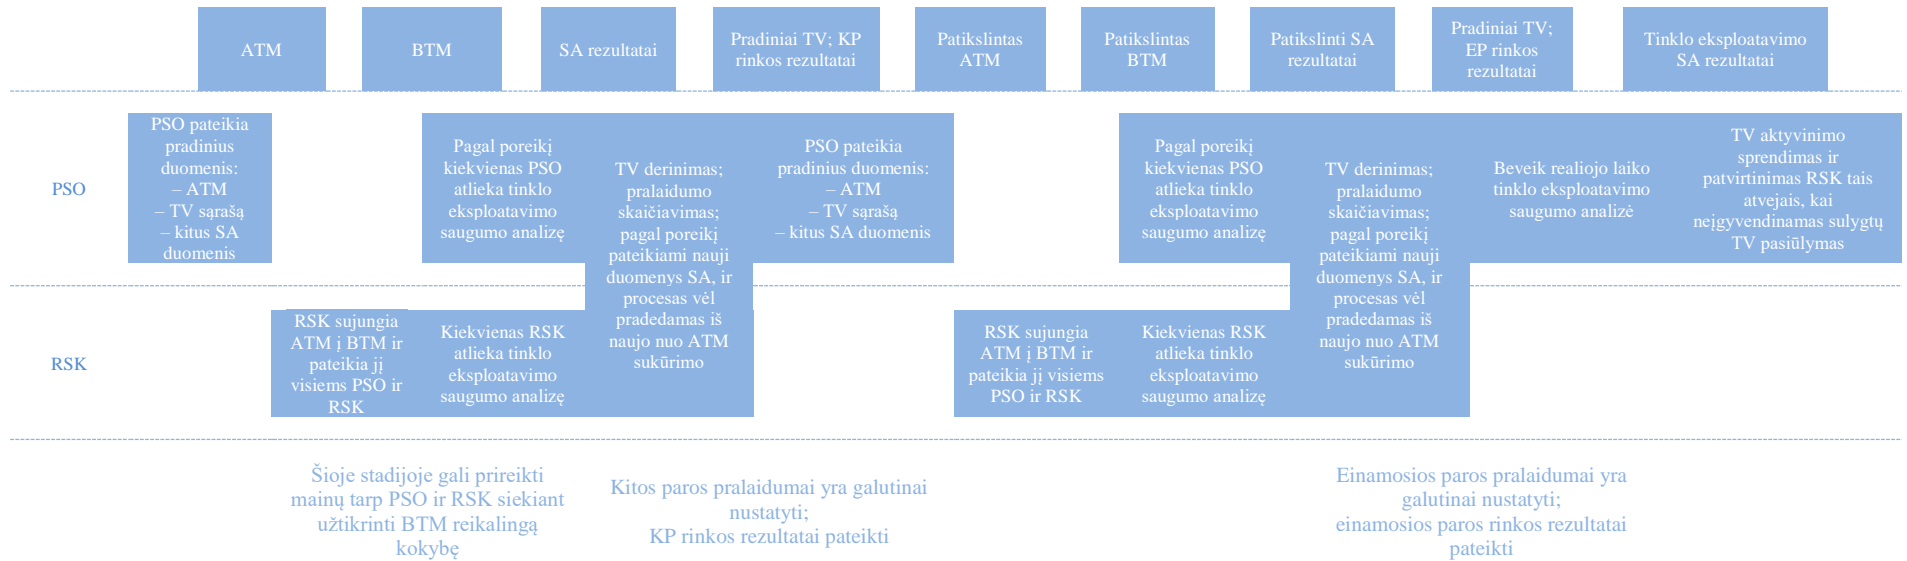 ATM
BTM
SA rezultatai
Pradiniai TV; KP
rinkos rezultatai
Patikslintas
ATM
Patikslintas
BTM
Patikslinti SA
rezultatai
Pradiniai TV;
EP rinkos
rezultatai
Tinklo eksploatavimo
SA rezultatai
PSO
PSO pateikia
pradinius
duomenis:
– ATM
– TV sąrašą
– kitus SA
duomenis
Pagal poreikį
kiekvienas PSO
atlieka tinklo
eksploatavimo
saugumo analizę
TV derinimas;
pralaidumo
skaičiavimas;
pagal poreikį
pateikiami nauji
duomenys SA, ir
procesas vėl
pradedamas iš
naujo nuo ATM
sukūrimo
PSO pateikia
pradinius duomenis:
– ATM
– TV sąrašą
– kitus SA duomenis
Pagal poreikį
kiekvienas PSO
atlieka tinklo
eksploatavimo
saugumo analizę
TV derinimas;
pralaidumo
skaičiavimas;
pagal poreikį
pateikiami nauji
duomenys SA, ir
procesas vėl
pradedamas iš
naujo nuo ATM
sukūrimo
Beveik realiojo laiko
tinklo eksploatavimo
saugumo analizė
TV aktyvinimo
sprendimas ir
patvirtinimas RSK tais
atvejais, kai
neįgyvendinamas sulygtų
TV pasiūlymas
RSK
RSK sujungia
ATM į BTM ir
pateikia jį
visiems PSO ir
RSK
Kiekvienas RSK
atlieka tinklo
eksploatavimo
saugumo analizę
RSK sujungia
ATM į BTM ir
pateikia jį visiems
PSO ir RSK
Kiekvienas RSK
atlieka tinklo
eksploatavimo
saugumo analizę
Šioje stadijoje gali prireikti
mainų tarp PSO ir RSK siekiant
užtikrinti BTM reikalingą
kokybę
Kitos paros pralaidumai yra galutinai
nustatyti;
KP rinkos rezultatai pateikti
Einamosios paros pralaidumai yra
galutinai nustatyti;
einamosios paros rinkos rezultatai
pateikti